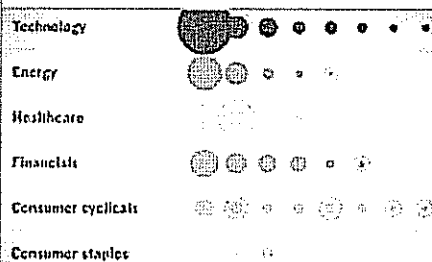 Technology
Energy
Healthcare
Financials
Consumer cyclicals
Consumer staples